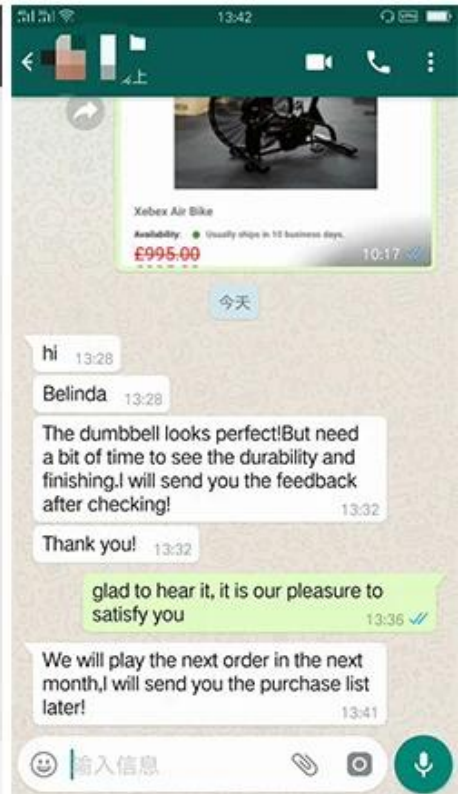 13:42
上
Xebex Air Bike
Availability: Usually ships in 10 business days.
£995.00
10:17
今天
hi 13:28
Belinda 13:28
The dumbbell looks perfect!But need
a bit of time to see the durability and
finishing.I will send you the feedback
after checking!
13:32
Thank you! 13:32
glad to hear it, it is our pleasure to
satisfy you
13:36
We will play the next order in the next
month,I will send you the purchase list
later!
13:41
输入信息